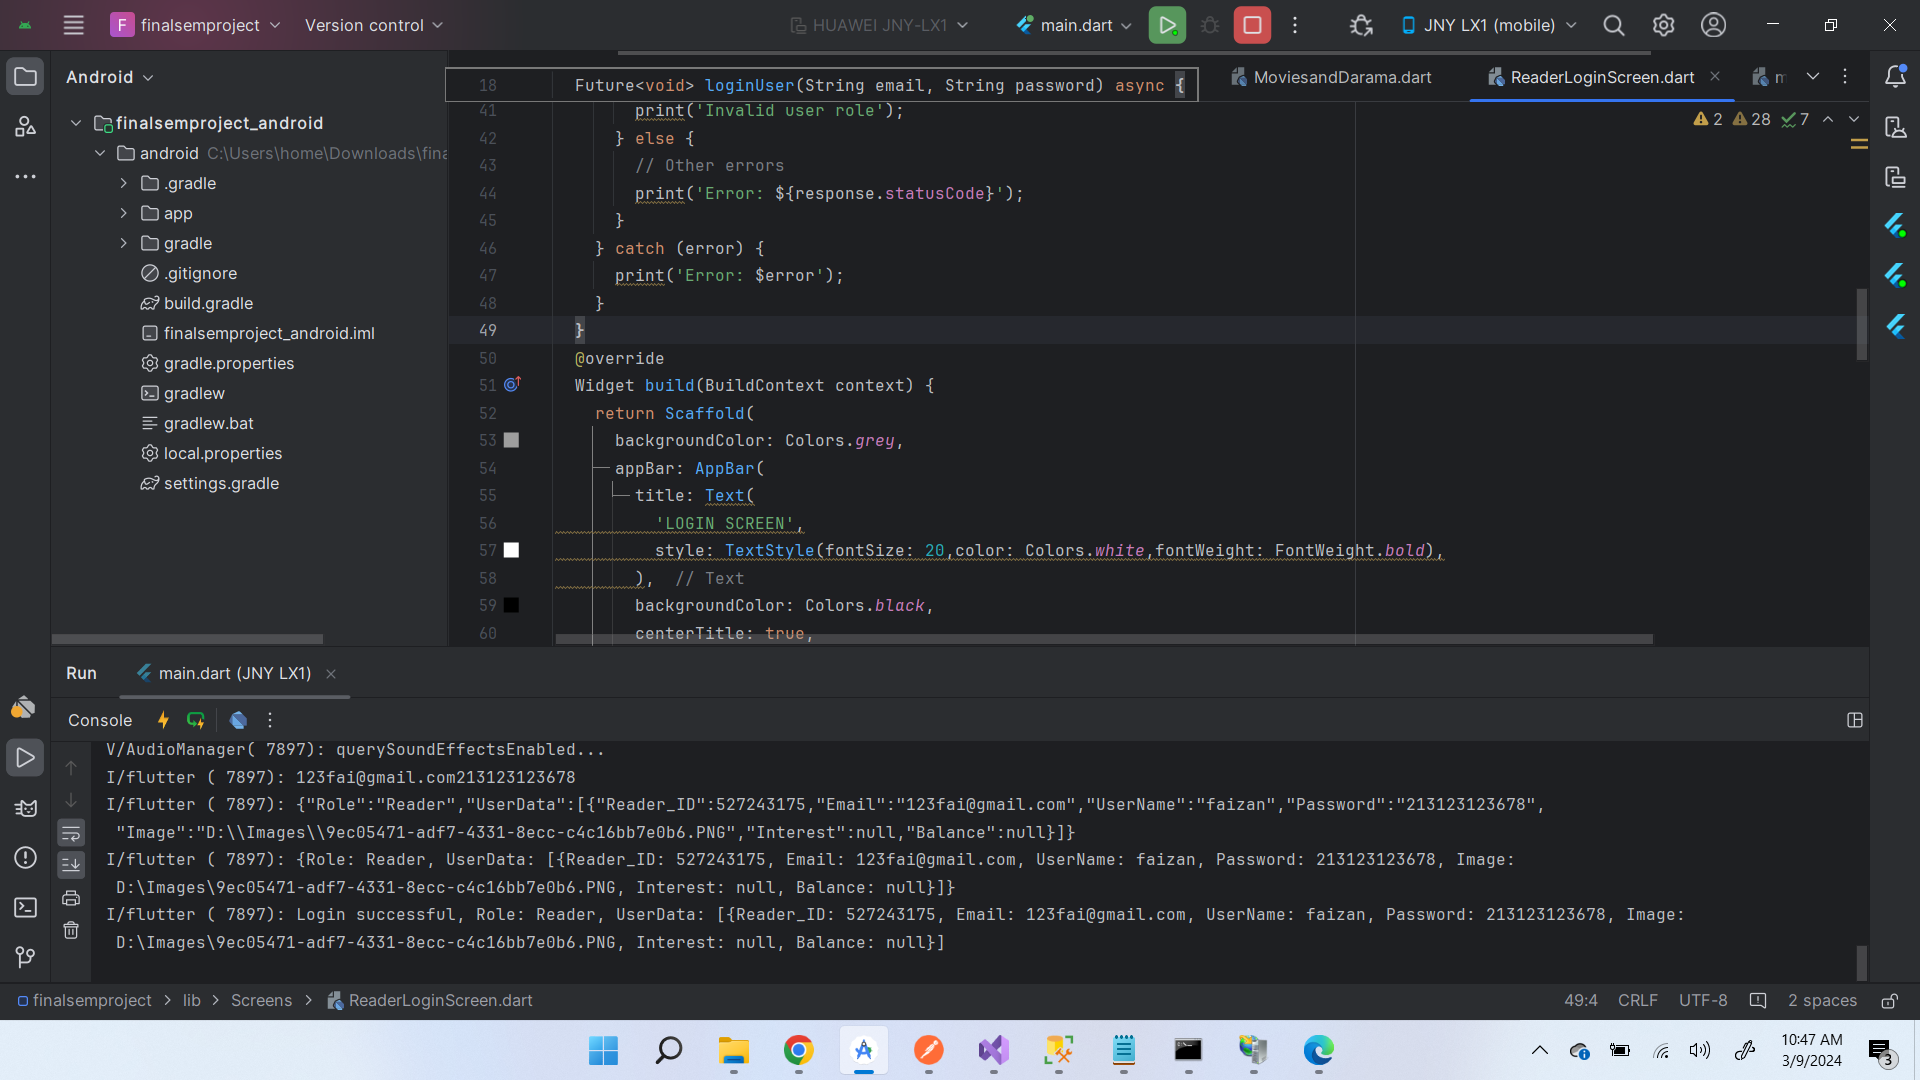 F finalsemproject
Version control
HUAWEI JNY-LX1
main.dart
JNY LX1 (mobile)
Android
finalsemproject_android
android C:\Users\home\Downloads\fina
.gradle
app
gradle
.gitignore
build.gradle
finalsemproject_android.iml
gradle.properties
gradlew
gradlew.bat
local.properties
settings.gradle
MoviesandDarama.dart
ReaderLoginScreen.dart
m
2 28 7
18 Future<void> loginUser(String email, String password) async {
41 print('Invalid user role');
42 } else {
43 // Other errors
44 print('Error: ${response.statusCode}');
45 }
46 } catch (error) {
47 print('Error: $error');
48 }
49 }
50 @override
51 Widget build(BuildContext context) {
52 return Scaffold(
53 backgroundColor: Colors.grey,
54 appBar: AppBar(
55 title: Text(
56 'LOGIN SCREEN',
57 style: TextStyle(fontSize: 20,color: Colors.white,fontWeight: FontWeight.bold),
58 ), // Text
59 backgroundColor: Colors.black,
60 centerTitle: true,
Run
main.dart (JNY LX1)
Console
V/AudioManager( 7897): querySoundEffectsEnabled...
I/flutter ( 7897): 123fai@gmail.com213123123678
I/flutter ( 7897): {"Role":"Reader","UserData":[{"Reader_ID":527243175,"Email":"123fai@gmail.com","UserName":"faizan","Password":"213123123678",
"Image":"D:\\Images\\9ec05471-adf7-4331-8ecc-c4c16bb7e0b6.PNG","Interest":null,"Balance":null}]}
I/flutter ( 7897): {Role: Reader, UserData: [{Reader_ID: 527243175, Email: 123fai@gmail.com, UserName: faizan, Password: 213123123678, Image:
D:\Images\9ec05471-adf7-4331-8ecc-c4c16bb7e0b6.PNG, Interest: null, Balance: null}]}
I/flutter ( 7897): Login successful, Role: Reader, UserData: [{Reader_ID: 527243175, Email: 123fai@gmail.com, UserName: faizan, Password: 213123123678, Image:
D:\Images\9ec05471-adf7-4331-8ecc-c4c16bb7e0b6.PNG, Interest: null, Balance: null}]
finalsemproject > lib > Screens > ReaderLoginScreen.dart
49:4 CRLF UTF-8 2 spaces
10:47 AM
3/9/2024
3